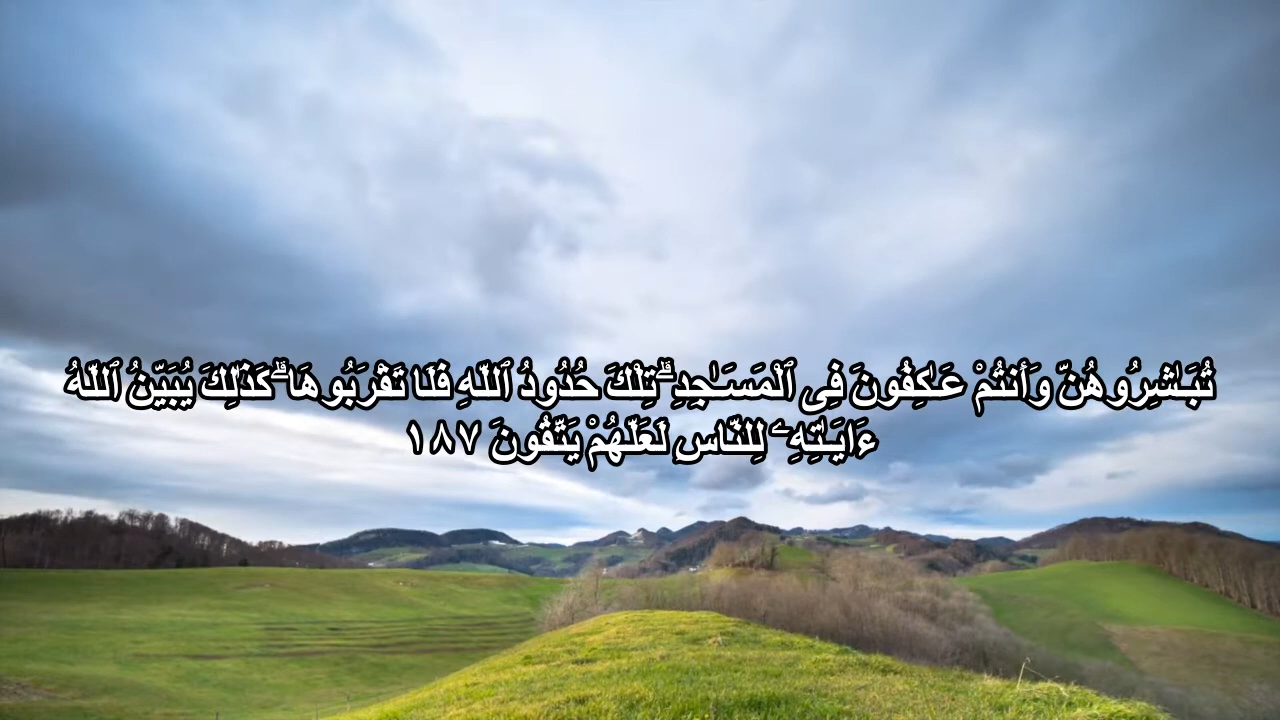 تُبَـٰشِرُوهُنَّ وَأَنتُمْ عَـٰكِفُونَ فِى ٱلْمَسَـٰجِدِ ۗ تِلْكَ حُدُودُ ٱللَّهِ فَلَا تَقْرَبُوهَا ۗ كَذَٰلِكَ يُبَيِّنُ ٱللَّهُ
ءَايَـٰتِهِۦ لِلنَّاسِ لَعَلَّهُمْ يَتَّقُونَ ١٨٧